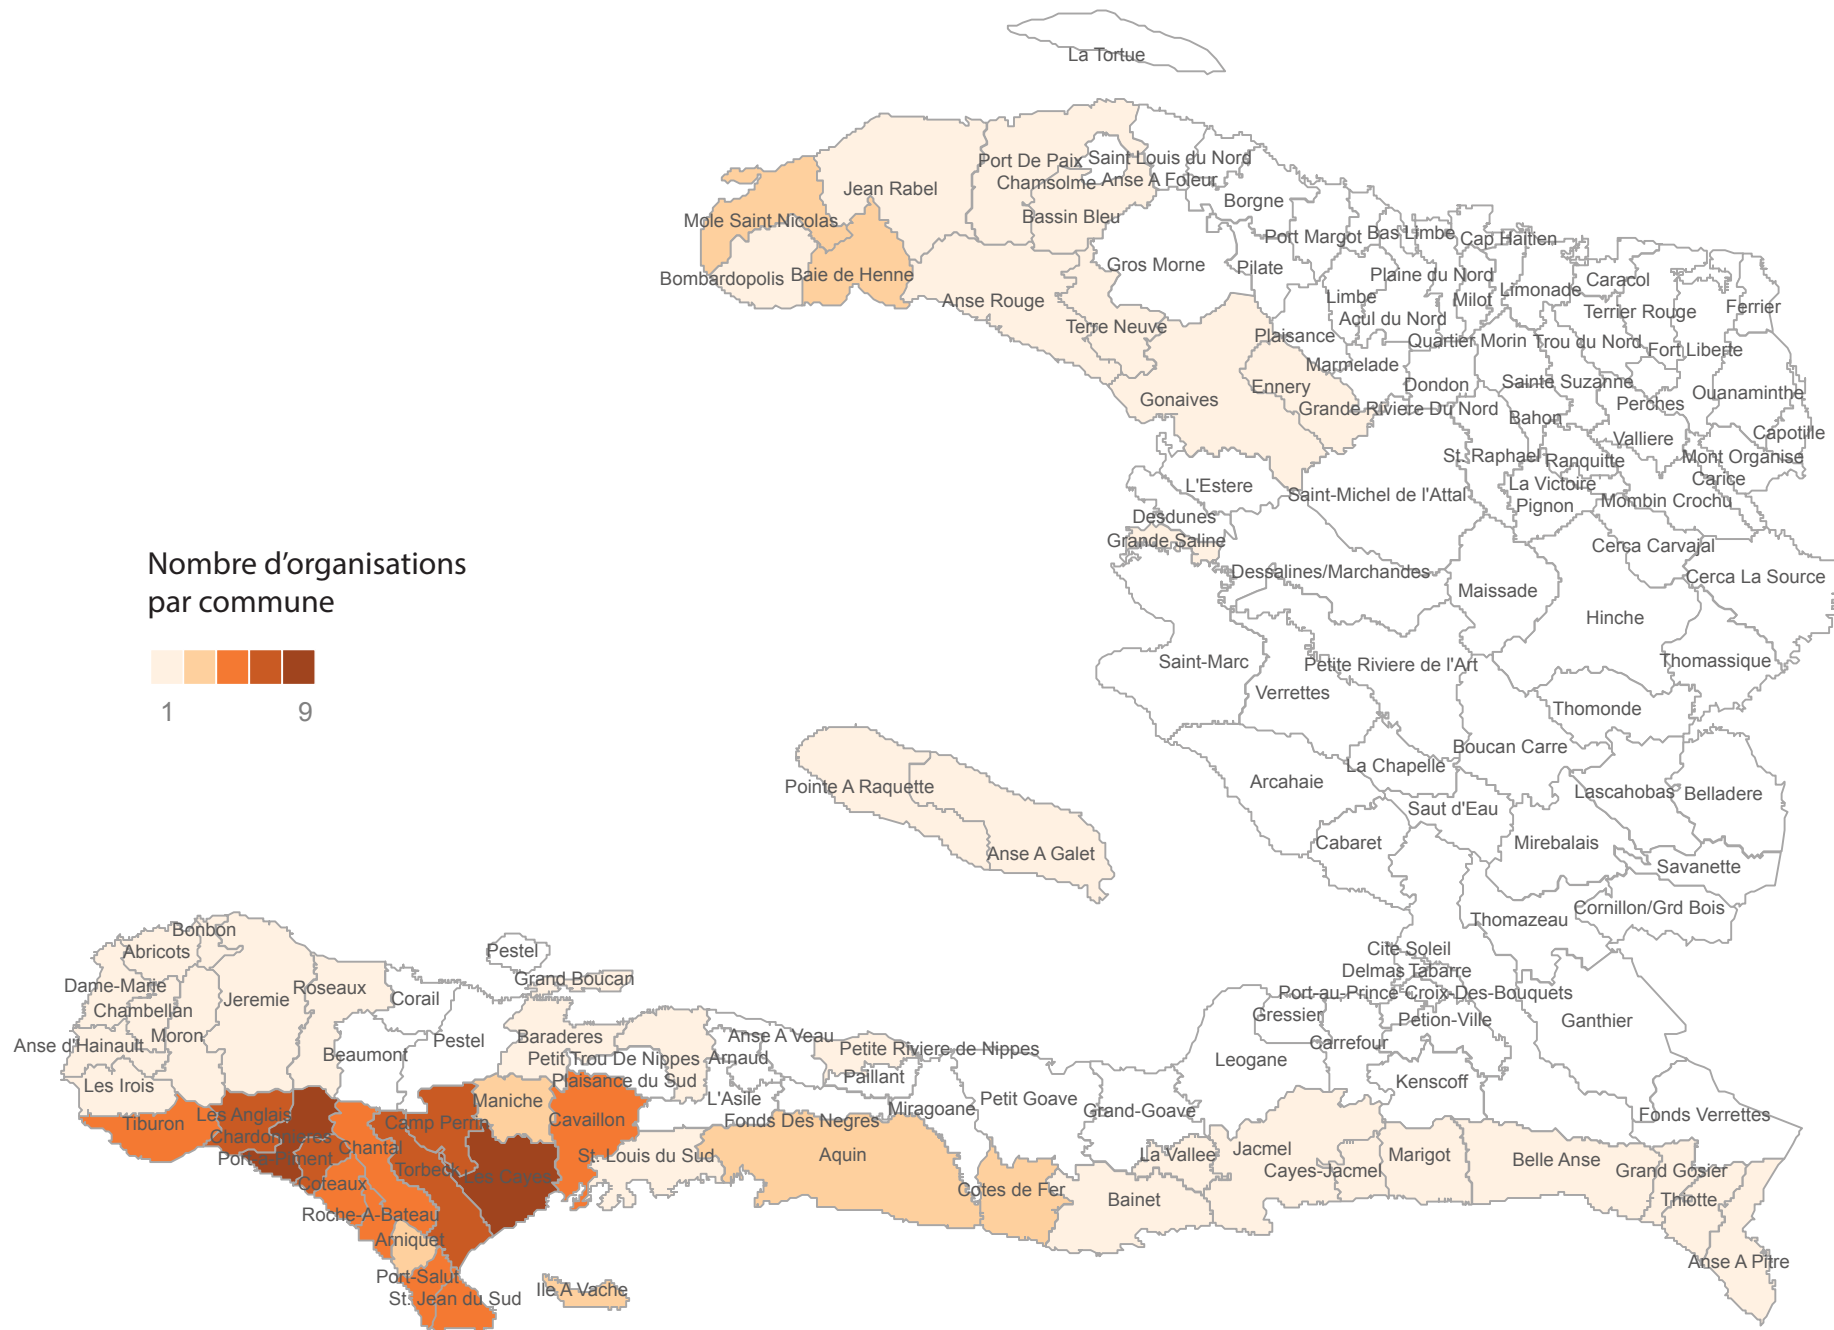 La Tortue
Port De Paix
Saint Louis du Nord
Jean Rabel
Chamsolme
Anse A Foleur
Borgne
Mole Saint Nicolas
Bassin Bleu
Port Margot
Bas Limbe
Cap Haitien
Bombardopolis
Baie de Henne
Gros Morne
Pilate
Plaine du Nord
Caracol
Anse Rouge
Limbe
Milot
Limonade
Ferrier
Terre Neuve
Acul du Nord
Terrier Rouge
Plaisance
Quartier Morin
Trou du Nord
Fort Liberte
Marmelade
Ennery
Dondon
Sainte Suzanne
Ouanaminthe
Gonaives
Grande Riviere Du Nord
Bahon
Perches
Valliere
Capotille
St. Raphael
Ranquitte
Mont Organise
L'Estere
Saint-Michel de l'Attal
La Victoire
Carice
Pignon
Mombin Crochu
Desdunes
Grande Saline
Cerca Carvajal
Nombre d’organisations
par commune
1
9
Dessalines/Marchandes
Maissade
Cerca La Source
Hinche
Saint-Marc
Petite Riviere de l'Art
Thomassique
Verrettes
Thomonde
Boucan Carre
La Chapelle
Arcahaie
Pointe A Raquette
Lascahobas
Belladere
Saut d'Eau
Cabaret
Mirebalais
Anse A Galet
Savanette
Cornillon/Grd Bois
Thomazeau
Bonbon
Abricots
Pestel
Cite Soleil
Grand Boucan
Delmas
Tabarre
Dame-Marie
Roseaux
Jeremie
Corail
Port-au-Prince
Croix-Des-Bouquets
Chambellan
Gressier
Petion-Ville
Ganthier
Anse d'Hainault
Moron
Beaumont
Pestel
Baraderes
Anse A Veau
Petite Riviere de Nippes
Carrefour
Petit Trou De Nippes
Arnaud
Leogane
Les Irois
Plaisance du Sud
Paillant
Kenscoff
Maniche
L'Asile
Miragoane
Petit Goave
Grand-Goave
Fonds Verrettes
Tiburon
Les Anglais
Camp Perrin
Cavaillon
Fonds Des Negres
Chardonnieres
Chantal
St. Louis du Sud
Aquin
La Vallee
Jacmel
Marigot
Belle Anse
Port-a-Piment
Torbeck
Les Cayes
Cayes-Jacmel
Grand Gosier
Coteaux
Cotes de Fer
Bainet
Thiotte
Roche-A-Bateau
Arniquet
Anse A Pitre
Port-Salut
Ile A Vache
St. Jean du Sud